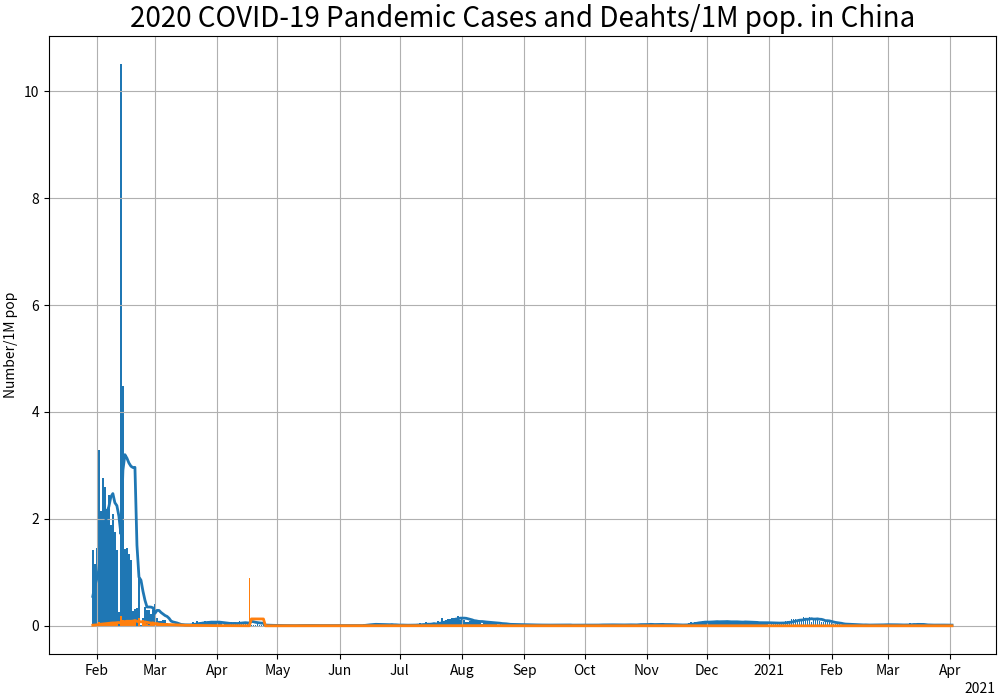 2020 COVID-19 Pandemic Cases and Deahts/1M pop. in China
Number/1M pop
10
8
6
4
2
0
Feb Mar Apr May Jun Jul Aug Sep Oct Nov Dec 2021 Feb Mar Apr
2021